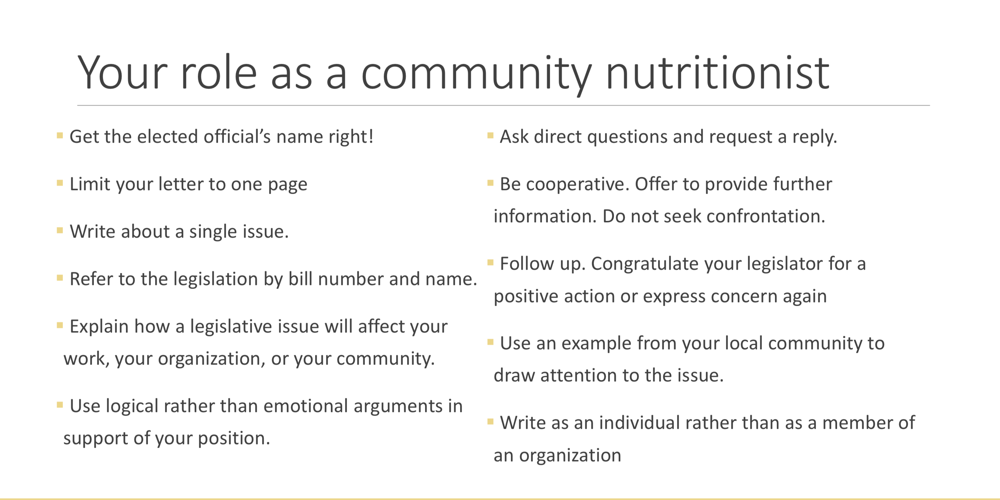 Your role as a community nutritionist
▪ Get the elected official’s name right!
▪ Limit your letter to one page
▪ Write about a single issue.
▪ Refer to the legislation by bill number and name.
▪ Explain how a legislative issue will affect your
work, your organization, or your community.
▪ Use logical rather than emotional arguments in
support of your position.
▪ Ask direct questions and request a reply.
▪ Be cooperative. Offer to provide further
information. Do not seek confrontation.
▪ Follow up. Congratulate your legislator for a
positive action or express concern again
▪ Use an example from your local community to
draw attention to the issue.
▪ Write as an individual rather than as a member of
an organization